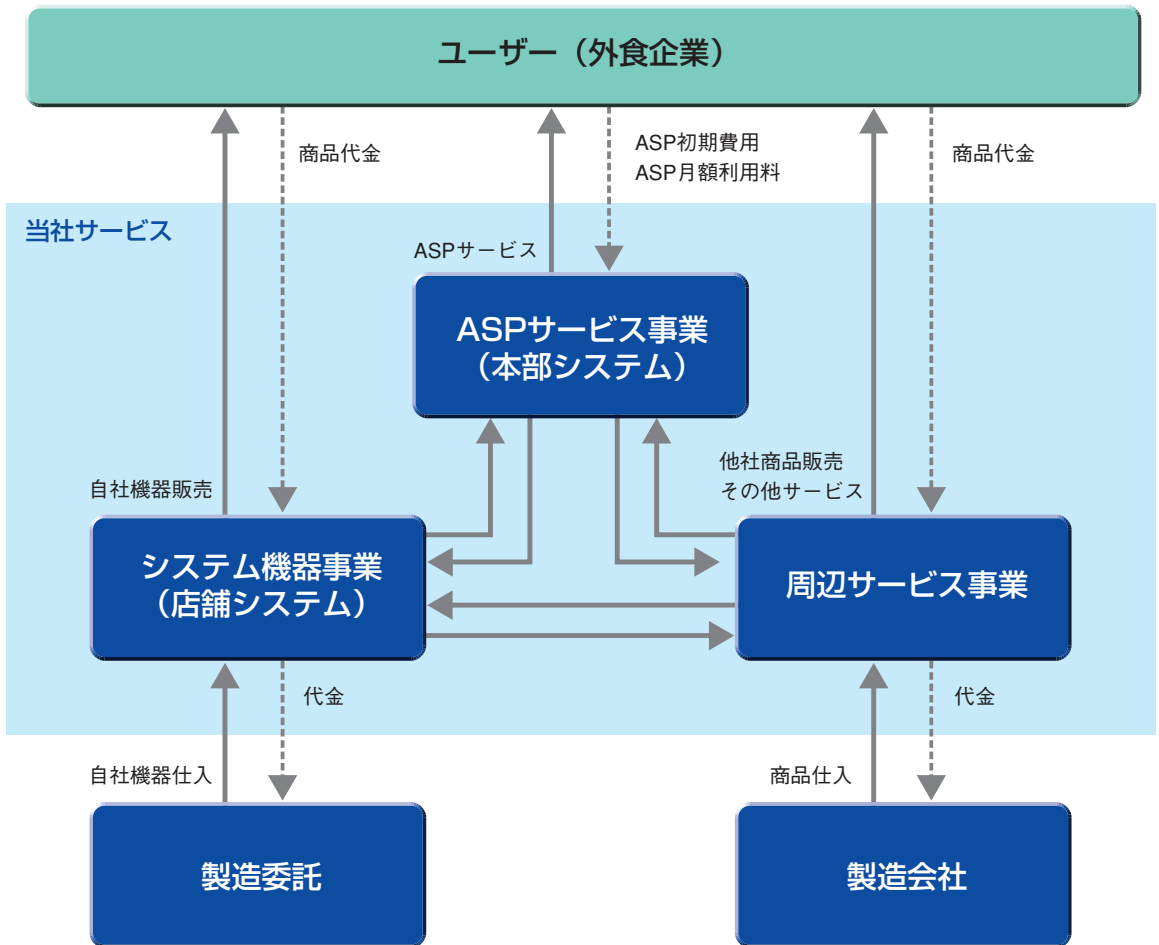 ユーザー（外食企業）
商品代金
ASP初期費用
ASP月額利用料
商品代金
当社サービス
ASPサービス
ASPサービス事業
（本部システム）
自社機器販売
他社商品販売
その他サービス
システム機器事業
（店舗システム）
周辺サービス事業
代金
代金
自社機器仕入
商品仕入
製造委託
製造会社